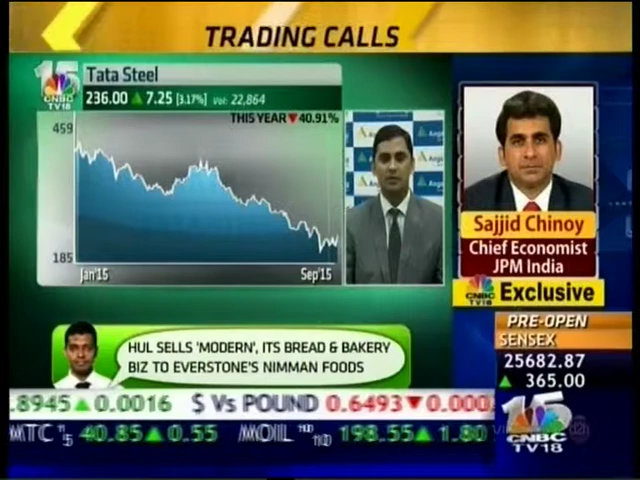 TRADING CALLS
15
CNBC
TV18
Tata Steel
236.00 ▲ 7.25 [3.17%] Vol: 22,864
THIS YEAR ▼40.91%
459
185
Jan'15
Sep'15
Sajjid Chinoy
Chief Economist
JPM India
CNBC
TV18
Exclusive
PRE-OPEN
SENSEX
25682.87
▲ 365.00
HUL SELLS 'MODERN', ITS BREAD & BAKERY
BIZ TO EVERSTONE'S NIMMAN FOODS
.8945▲0.0016 $ Vs POUND 0.6493▼0.000
MTC 40.85▲0.55 MOIL 198.55▲1.80
15
CNBC
TV18